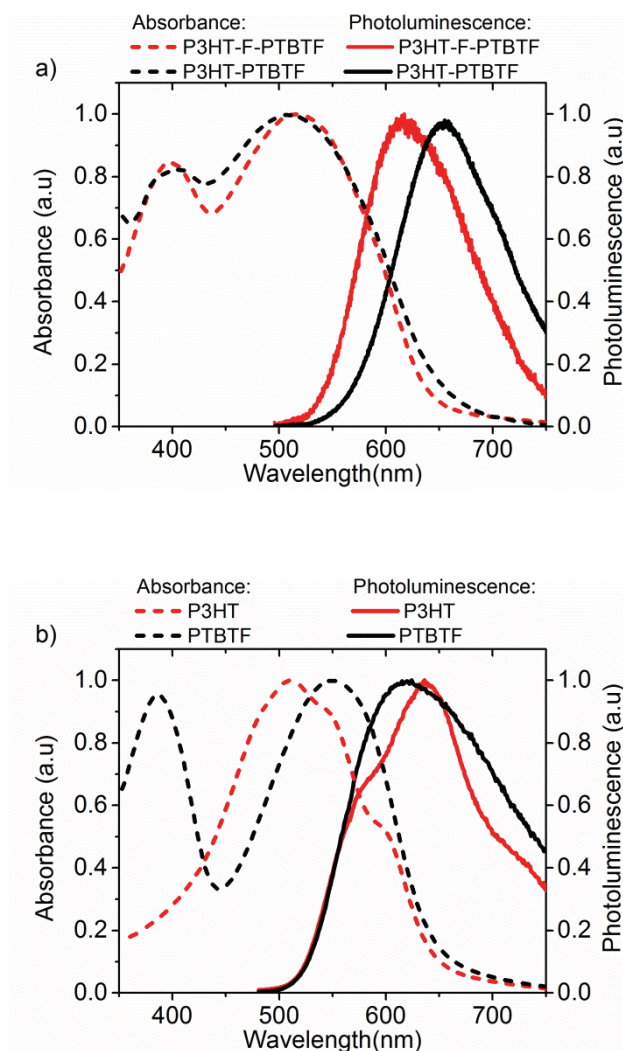 Absorbance: Photoluminescence:
P3HT-F-PTBTF P3HT-F-PTBTF
P3HT-PTBTF P3HT-PTBTF
a)
1.0 1.0
0.8 0.8
0.6 0.6
0.4 0.4
0.2 0.2
0.0 0.0
Absorbance (a.u)
Photoluminescence (a.u)
400 500 600 700
Wavelength(nm)
Absorbance: Photoluminescence:
P3HT P3HT
PTBTF PTBTF
b)
1.0 1.0
0.8 0.8
0.6 0.6
0.4 0.4
0.2 0.2
0.0 0.0
Absorbance (a.u)
Photoluminescence (a.u)
400 500 600 700
Wavelength (nm)